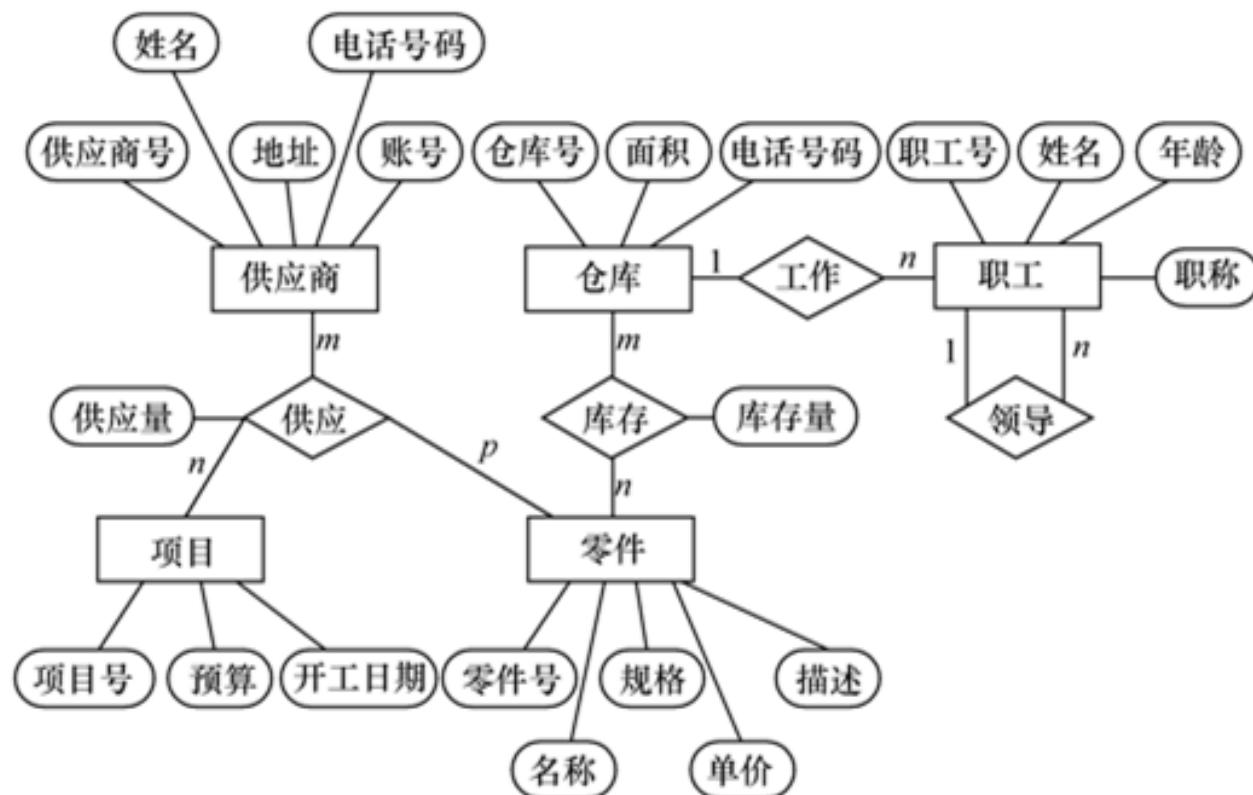 姓名 电话号码
供应商号 地址 账号 仓库号 面积 电话号码 职工号 姓名 年龄
供应商 仓库 1 工作 n 职工 职称
m m 1 n
供应量 供应 库存 库存量 领导
n p n
项目 零件
项目号 预算 开工日期 零件号 规格 描述
名称 单价